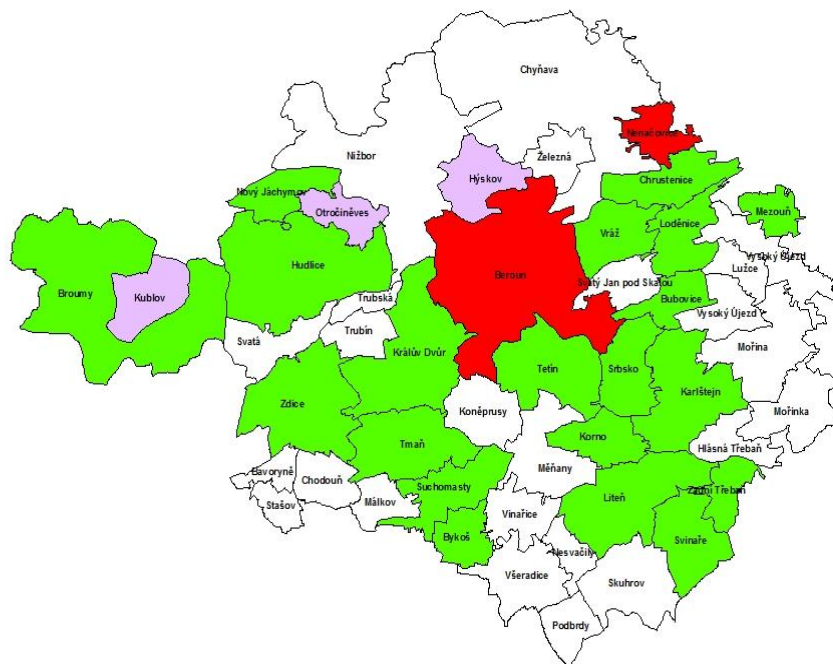 Chyňava
Nenačovice
Nižbor
Železná
Hýskov
Chrustenice
Nový Jáchymov
Otročiněves
Mezouň
Loděnice
Vráž
Vysoký Újezd
Hudlice
Beroun
Lužce
Svatý Jan pod Skalou
Broumy
Kublov
Trubská
Bubovice
Vysoký Újezd
Trubín
Svatá
Mořina
Králův Dvůr
Tetín
Srbsko
Karlštejn
Zdice
Koněprusy
Mořinka
Korno
Tmaň
Hlásná Třebaň
Bavoryně
Chodouň
Měňany
Suchomasty
Zadní Třebaň
Liteň
Stašov
Málkov
Vinařice
Bykoš
Svinaře
Nesvačily
Všeradice
Skuhrov
Podbrdy